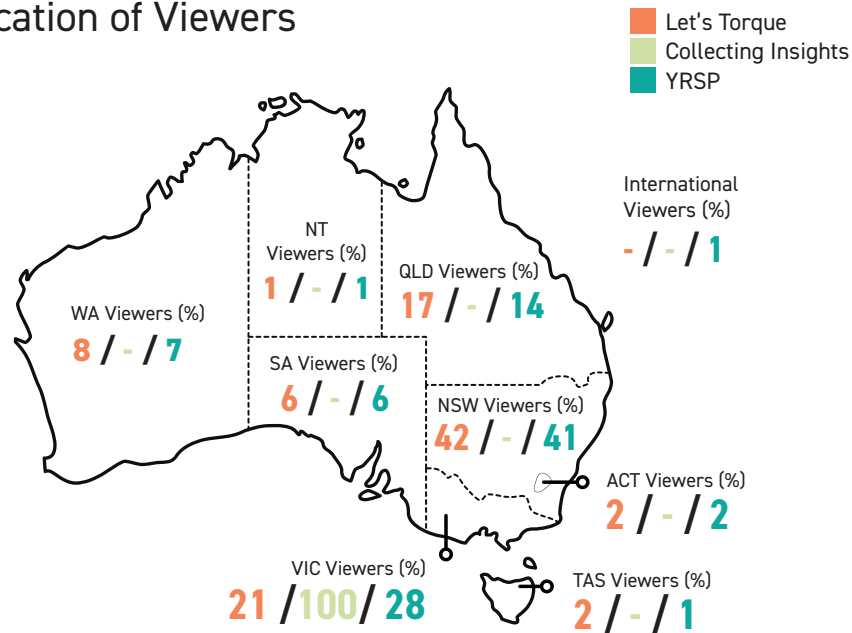 cation of Viewers
Let's Torque
Collecting Insights
YRSP
International
Viewers (%)
- / - / 1
NT
Viewers (%)
1 / - / 1
QLD Viewers (%)
17 / - / 14
WA Viewers (%)
8 / - / 7
SA Viewers (%)
6 / - / 6
NSW Viewers (%)
42 / - / 41
ACT Viewers (%)
2 / - / 2
VIC Viewers (%)
21 / 100 / 28
TAS Viewers (%)
2 / - / 1